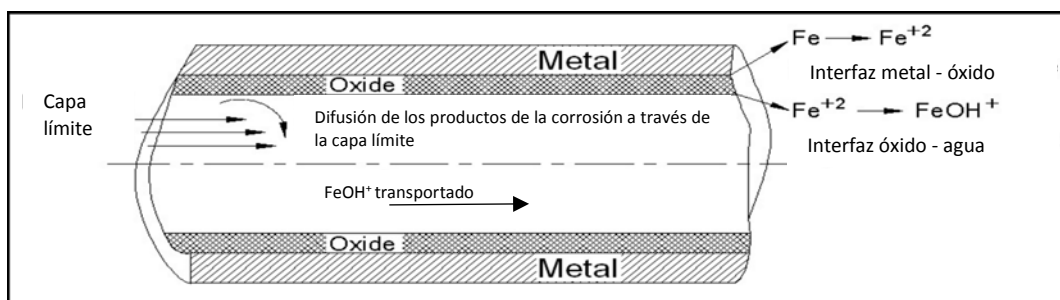 Metal
Oxide
Capa
límite
Difusión de los productos de la corrosión a través de
la capa límite
FeOH⁺ transportado
Oxide
Metal
Fe → Fe⁺²
Interfaz metal - óxido
Fe⁺² → FeOH⁺
Interfaz óxido - agua